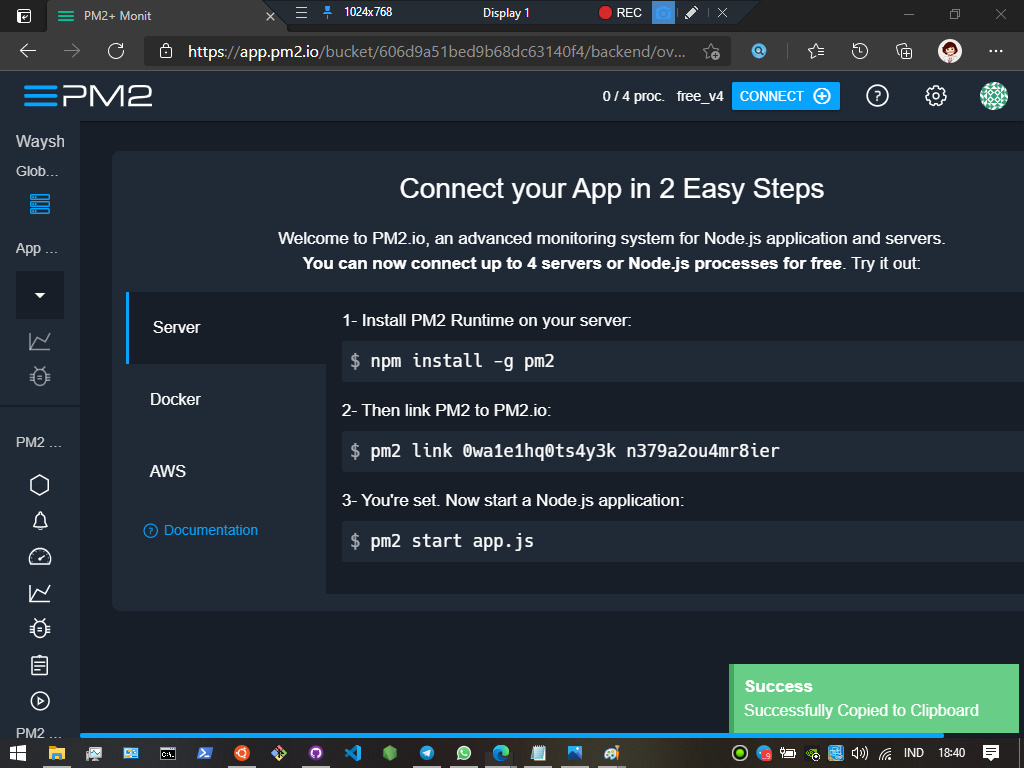 PM2+ Monit
1024x768
Display 1
REC
https://app.pm2.io/bucket/606d9a51bed9b68dc63140f4/backend/ov...
PM2
0 / 4 proc.
free_v4
CONNECT
Waysh
Glob...
App ...
PM2 ...
PM2 ...
Connect your App in 2 Easy Steps
Welcome to PM2.io, an advanced monitoring system for Node.js application and servers.
You can now connect up to 4 servers or Node.js processes for free. Try it out:
Server
Docker
AWS
? Documentation
1- Install PM2 Runtime on your server:
$ npm install -g pm2
2- Then link PM2 to PM2.io:
$ pm2 link 0wa1e1hq0ts4y3k n379a2ou4mr8ier
3- You're set. Now start a Node.js application:
$ pm2 start app.js
Success
Successfully Copied to Clipboard
IND
18:40